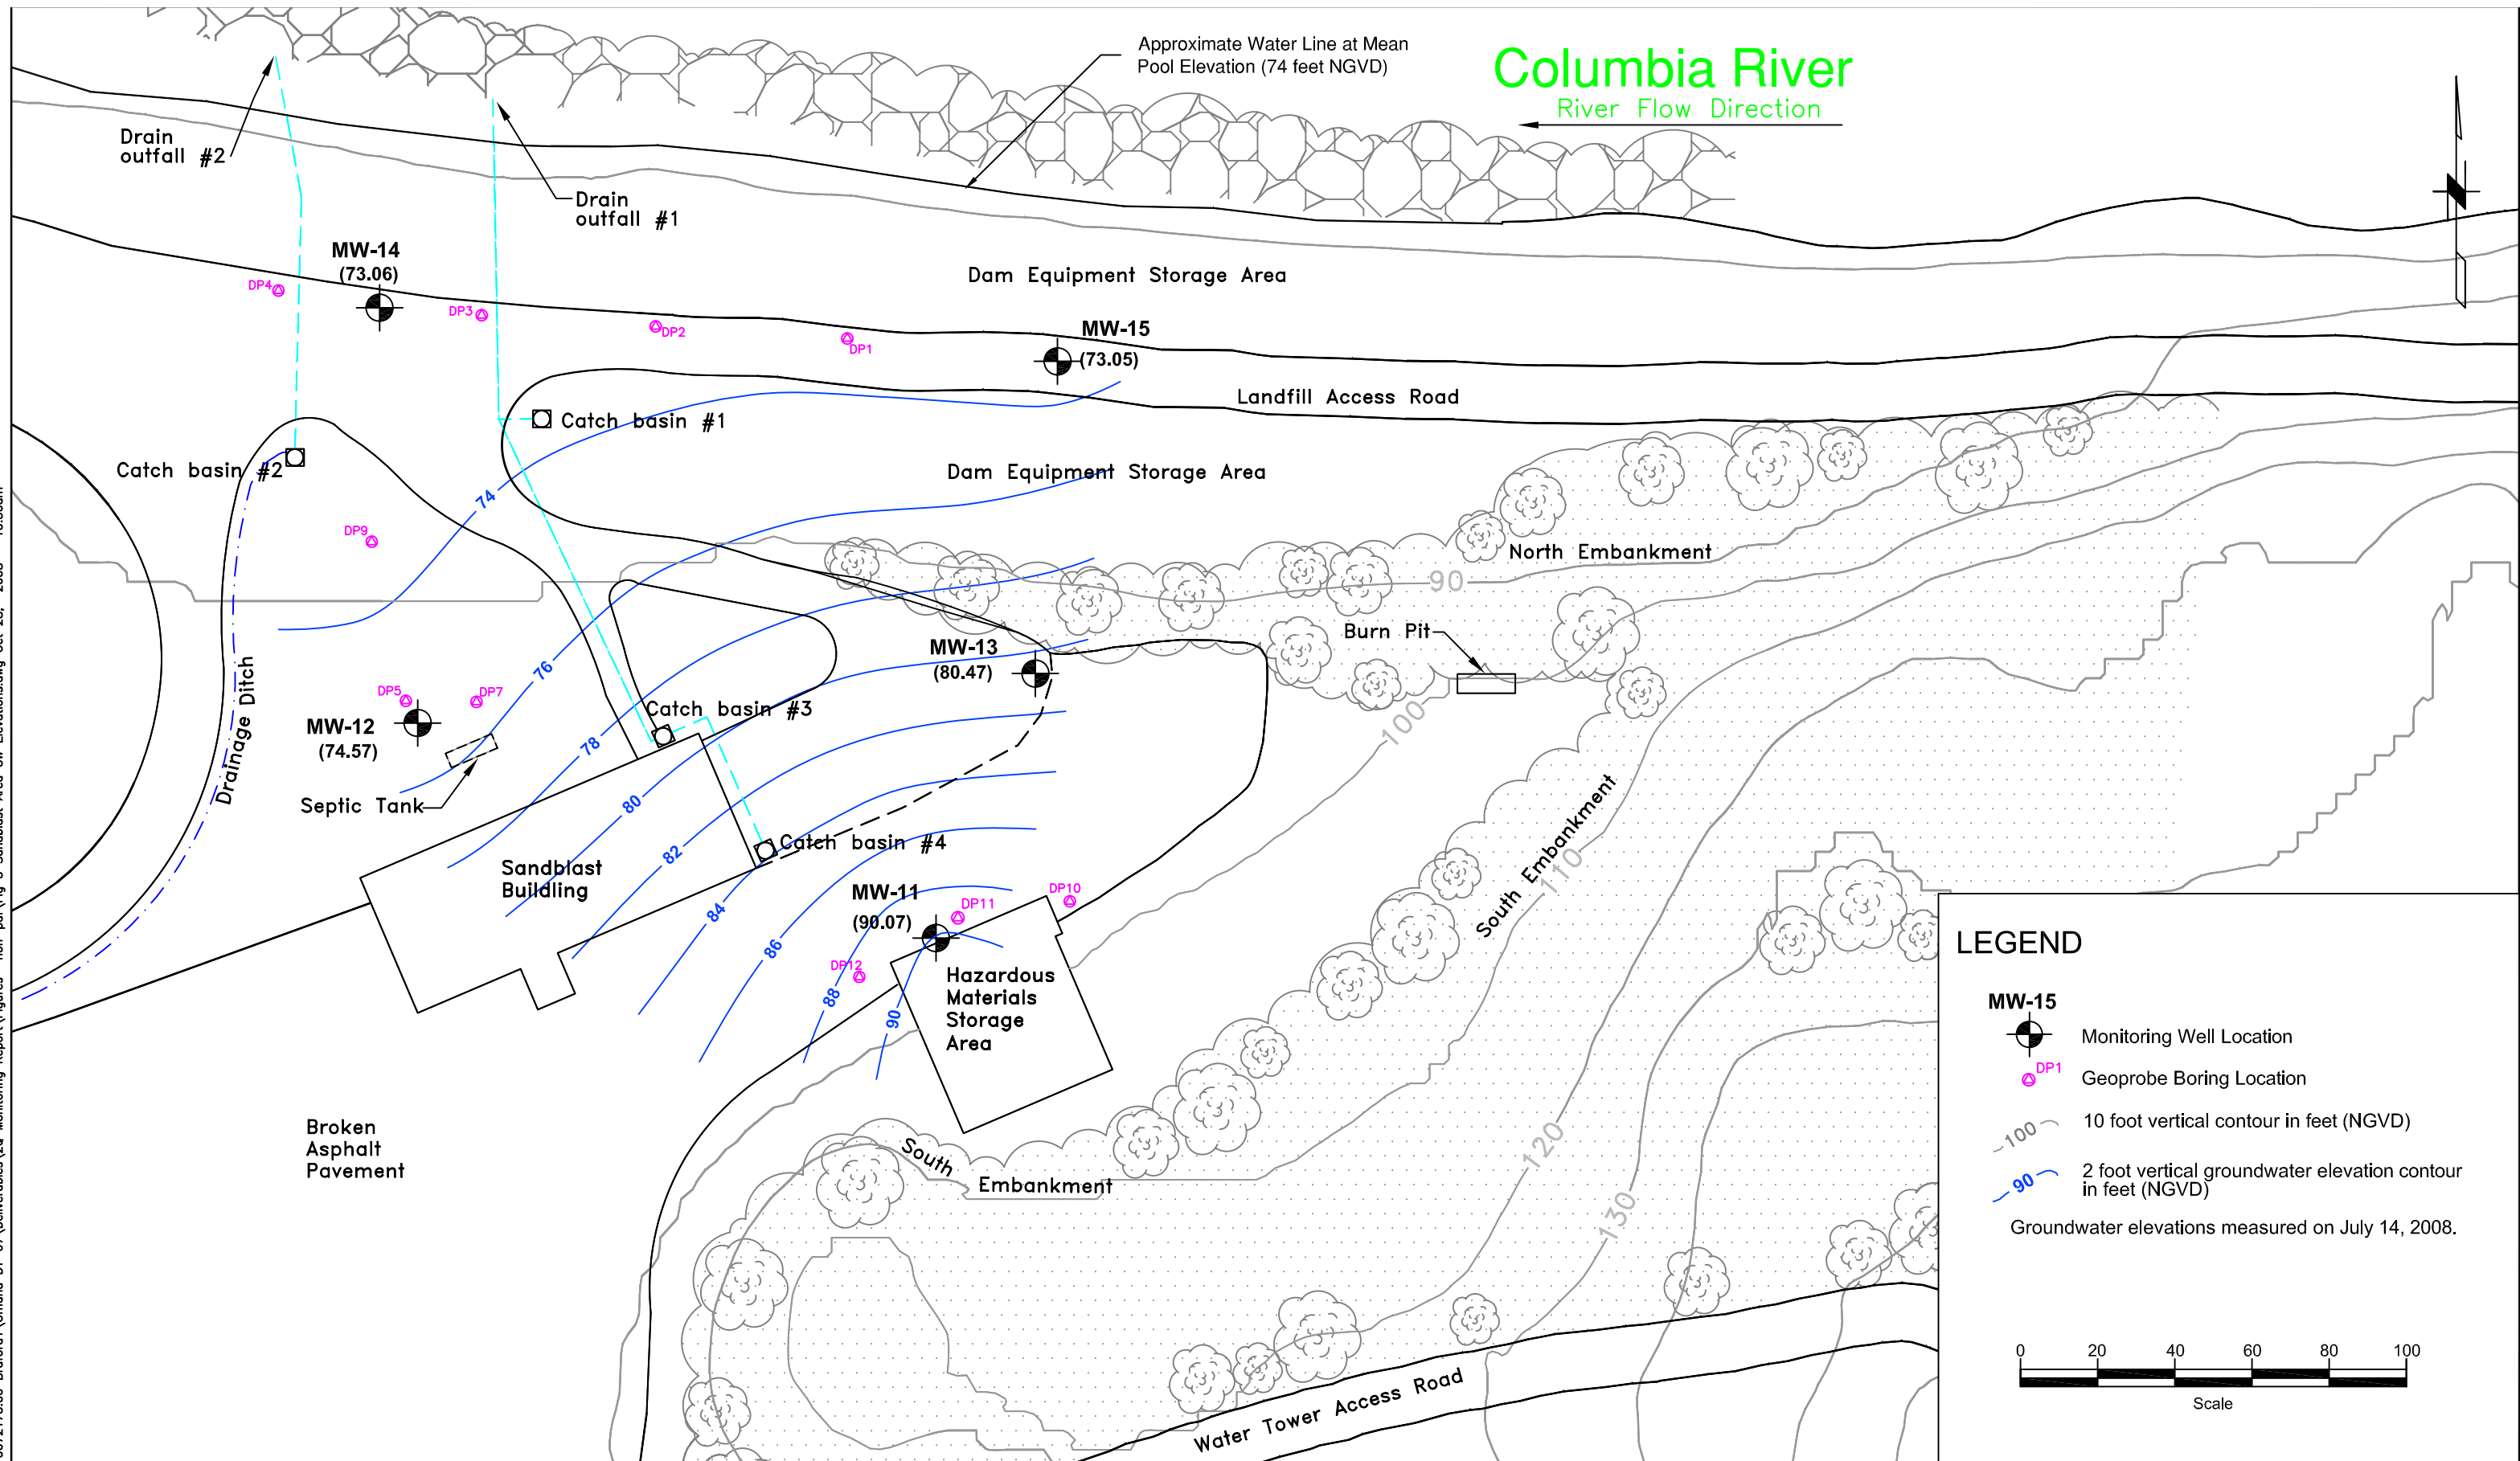 Approximate Water Line at Mean
Pool Elevation (74 feet NGVD)
Columbia River
River Flow Direction
Drain
outfall #2
Drain
outfall #1
MW-14
(73.06)
DP4
DP3
DP2
DP1
Dam Equipment Storage Area
MW-15
(73.05)
Landfill Access Road
Catch basin #1
Catch basin #2
74
Dam Equipment Storage Area
DP9
North Embankment
90
Burn Pit
MW-13
(80.47)
76
DP5
DP7
MW-12
(74.57)
Catch basin #3
100
78
Drainage Ditch
Septic Tank
80
Catch basin #4
82
Sandblast
Buildling
South Embankment
110
84
MW-11
(90.07)
DP11
DP10
86
DP12
88
90
Hazardous
Materials
Storage
Area
Broken
Asphalt
Pavement
South
Embankment
120
130
Water Tower Access Road
LEGEND
MW-15
Monitoring Well Location
DP1
Geoprobe Boring Location
100
10 foot vertical contour in feet (NGVD)
90
2 foot vertical groundwater elevation contour
in feet (NGVD)
Groundwater elevations measured on July 14, 2008.
0 20 40 60 80 100
Scale